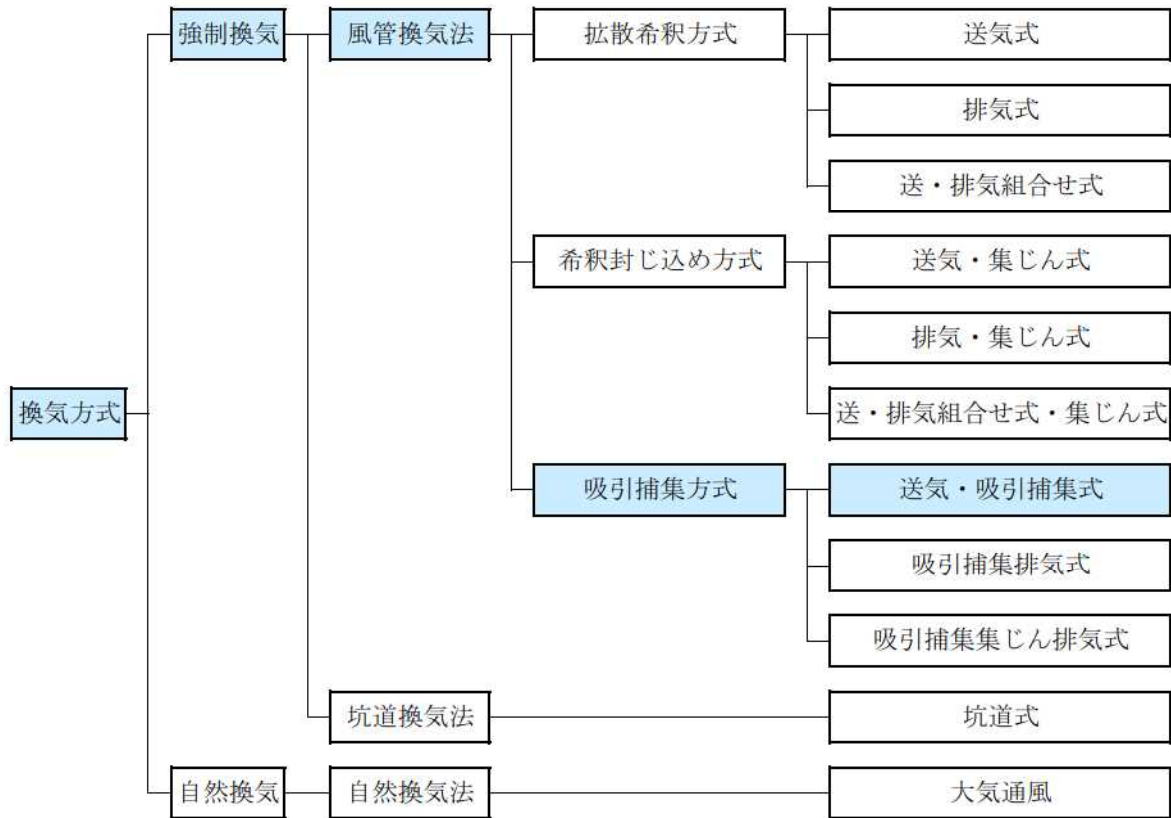 強制換気
風管換気法
拡散希釈方式
送気式
排気式
送・排気組合せ式
希釈封じ込め方式
送気・集じん式
排気・集じん式
換気方式
送・排気組合せ式・集じん式
吸引捕集方式
送気・吸引捕集式
吸引捕集排気式
吸引捕集集じん排気式
坑道換気法
坑道式
自然換気
自然換気法
大気通風